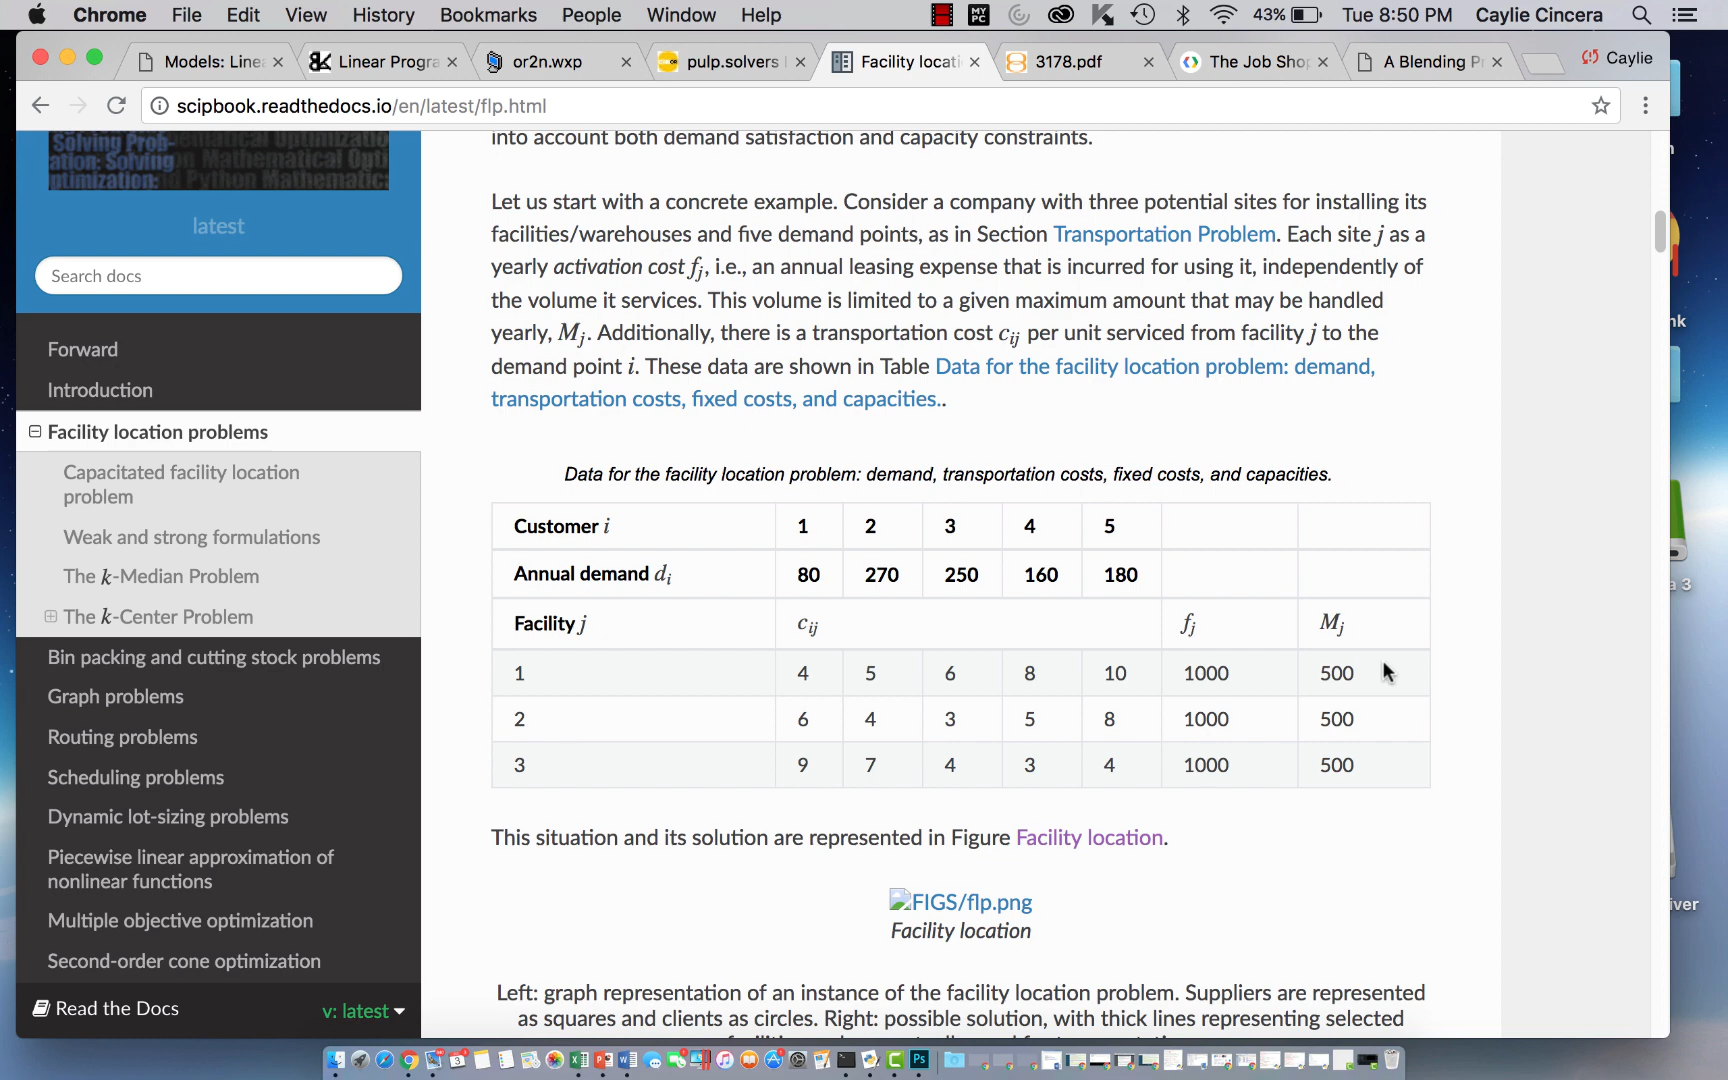 Chrome File Edit View History Bookmarks People Window Help 43% Tue 8:50 PM Caylie Cincera
Models: Line Linear Progra or2n.wxp pulp.solvers Facility locati 3178.pdf The Job Sho A Blending P Caylie
scipbook.readthedocs.io/en/latest/flp.html
latest
Search docs
Forward
Introduction
Facility location problems
Capacitated facility location
problem
Weak and strong formulations
The k-Median Problem
The k-Center Problem
Bin packing and cutting stock problems
Graph problems
Routing problems
Scheduling problems
Dynamic lot-sizing problems
Piecewise linear approximation of
nonlinear functions
Multiple objective optimization
Second-order cone optimization
Read the Docs v: latest
into account both demand satisfaction and capacity constraints.
Let us start with a concrete example. Consider a company with three potential sites for installing its
facilities/warehouses and five demand points, as in Section Transportation Problem. Each site j as a
yearly activation cost fj, i.e., an annual leasing expense that is incurred for using it, independently of
the volume it services. This volume is limited to a given maximum amount that may be handled
yearly, Mj. Additionally, there is a transportation cost cij per unit serviced from facility j to the
demand point i. These data are shown in Table Data for the facility location problem: demand,
transportation costs, fixed costs, and capacities..
Data for the facility location problem: demand, transportation costs, fixed costs, and capacities.
Customer i 1 2 3 4 5
Annual demand di 80 270 250 160 180
Facility j cij fj Mj
1 4 5 6 8 10 1000 500
2 6 4 3 5 8 1000 500
3 9 7 4 3 4 1000 500
This situation and its solution are represented in Figure Facility location.
FIGS/flp.png
Facility location
Left: graph representation of an instance of the facility location problem. Suppliers are represented
as squares and clients as circles. Right: possible solution, with thick lines representing selected